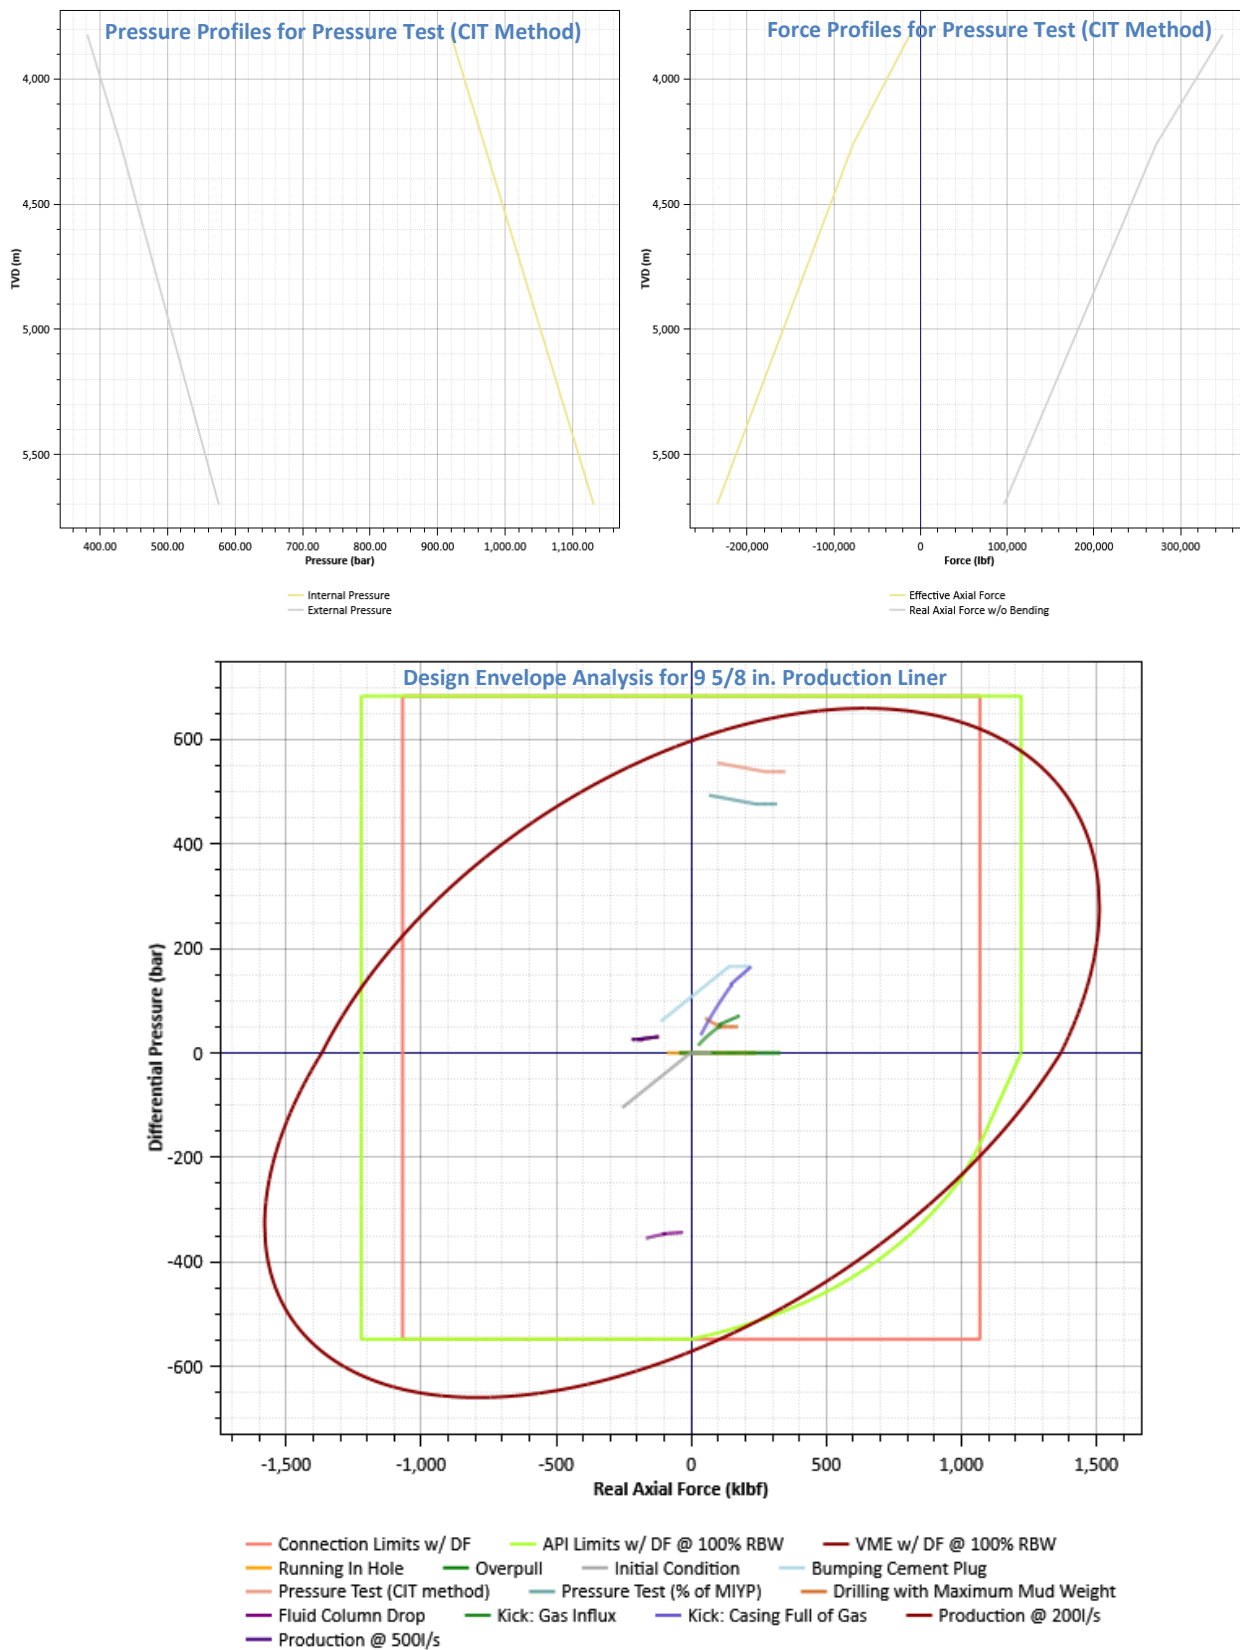 Pressure Profiles for Pressure Test (CIT Method)
4,000
4,500
5,000
5,500
TVD (m)
400.00 500.00 600.00 700.00 800.00 900.00 1,000.00 1,100.00
Pressure (bar)
Internal Pressure
External Pressure
Force Profiles for Pressure Test (CIT Method)
4,000
4,500
5,000
5,500
TVD (m)
-200,000 -100,000 0 100,000 200,000 300,000
Force (lbf)
Effective Axial Force
Real Axial Force w/o Bending
Design Envelope Analysis for 9 5/8 in. Production Liner
600
400
200
0
-200
-400
-600
Differential Pressure (bar)
-1,500 -1,000 -500 0 500 1,000 1,500
Real Axial Force (klbf)
Connection Limits w/ DF API Limits w/ DF @ 100% RBW VME w/ DF @ 100% RBW
Running In Hole Overpull Initial Condition Bumping Cement Plug
Pressure Test (CIT method) Pressure Test (% of MIYP) Drilling with Maximum Mud Weight
Fluid Column Drop Kick: Gas Influx Kick: Casing Full of Gas Production @ 200l/s
Production @ 500l/s